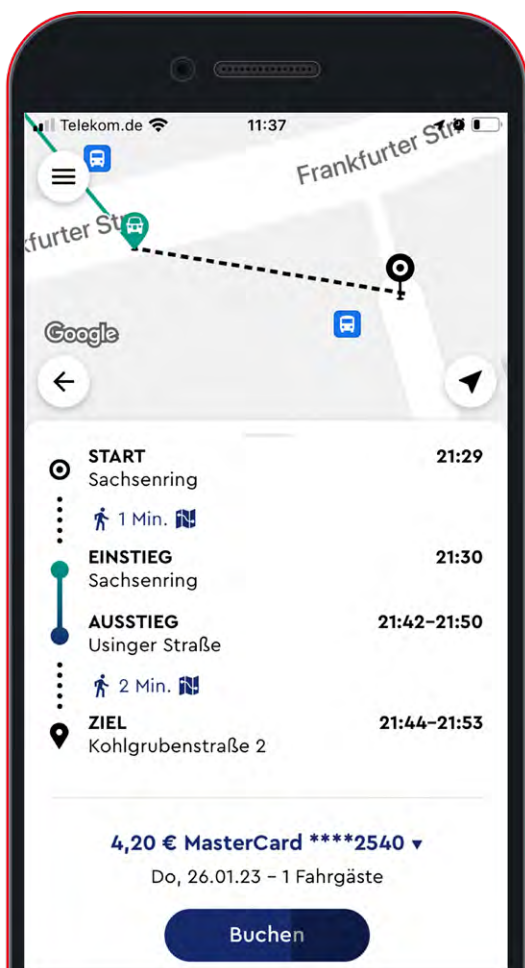 Telekom.de 11:37
Frankfurter Str.
kfurter Str
Google
START 21:29
Sachsenring
1 Min.
EINSTIEG 21:30
Sachsenring
AUSSTIEG 21:42–21:50
Usinger Straße
2 Min.
ZIEL 21:44–21:53
Kohlgrubenstraße 2
4,20 € MasterCard ****2540 ▼
Do, 26.01.23 – 1 Fahrgäste
Buchen